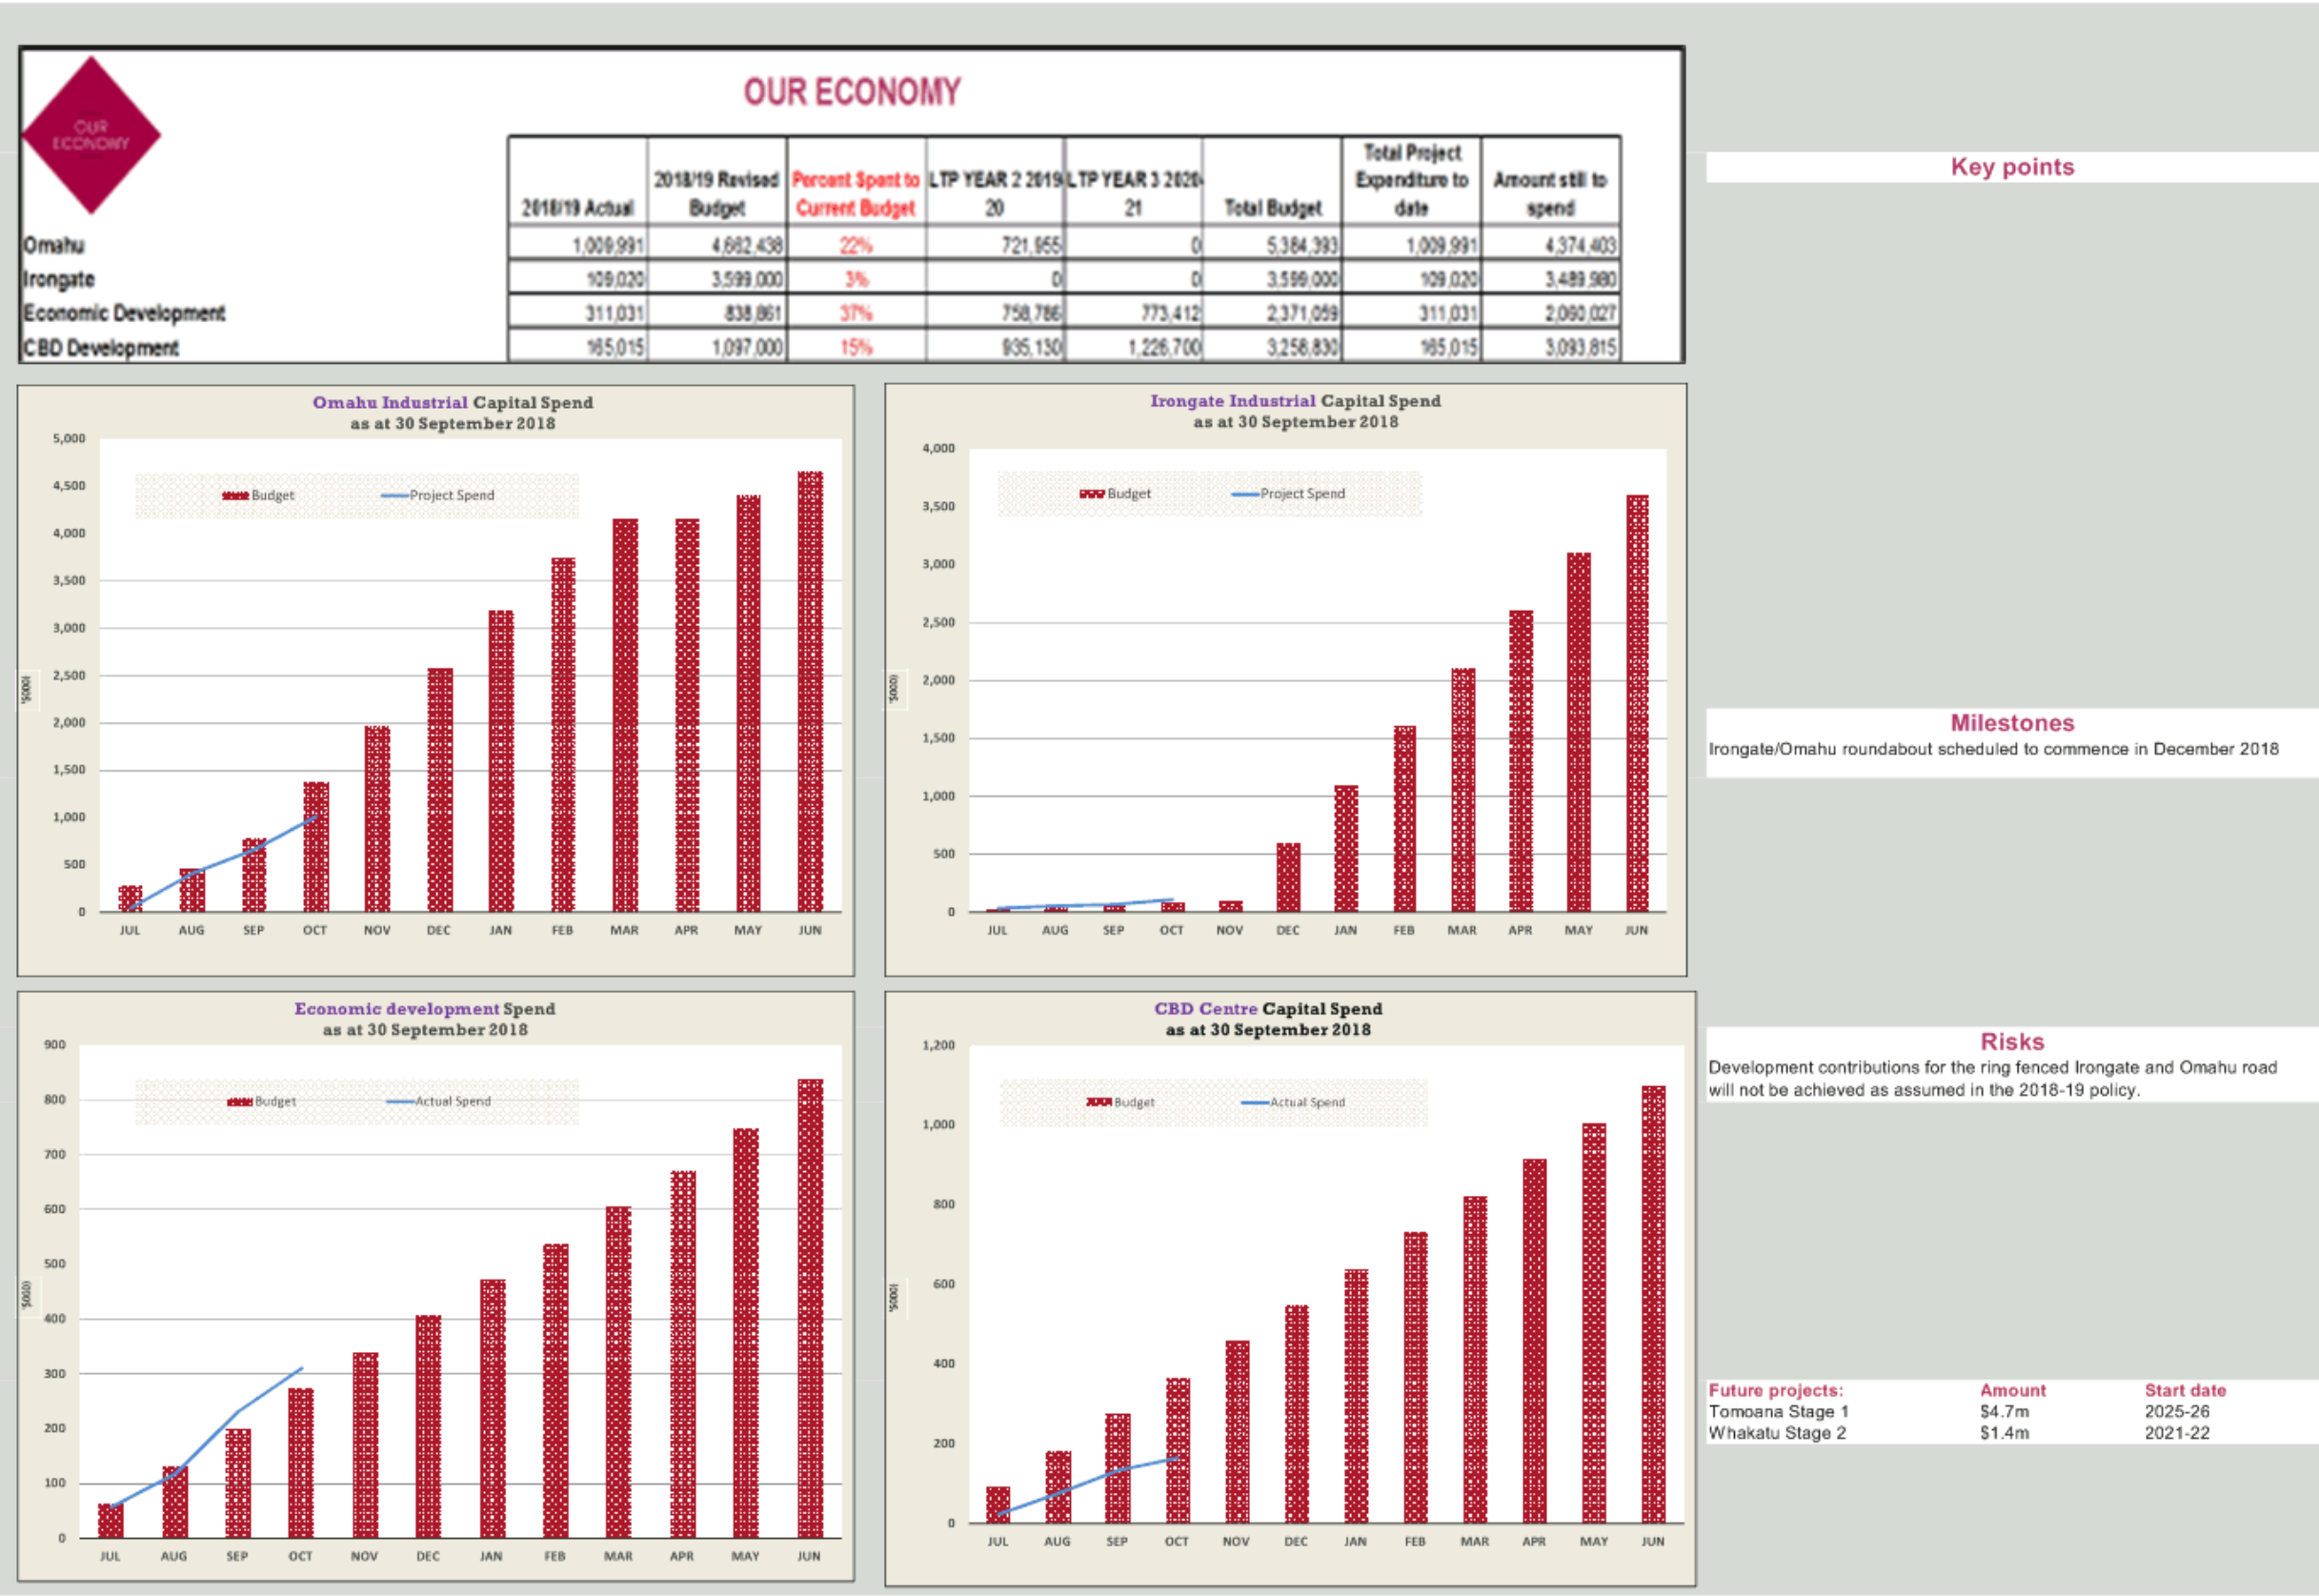 OUR ECONOMY
OUR
ECONOMY
2018/19 Actual 2018/19 Revised Budget Percent Spent to Current Budget LTP YEAR 2 2019 20 LTP YEAR 3 2020- 21 Total Budget Total Project Expenditure to date Amount still to spend
Omahu 1,009,991 4,662,438 22% 721,955 0 5,384,393 1,009,991 4,374,403
Irongate 109,020 3,599,000 3% 0 0 3,599,000 109,020 3,489,980
Economic Development 311,031 838,861 37% 758,786 773,412 2,371,059 311,031 2,060,027
CBD Development 165,015 1,097,000 15% 935,130 1,226,700 3,258,830 165,015 3,093,815
Key points
Omahu Industrial Capital Spend
as at 30 September 2018
5,000
4,500
4,000
3,500
3,000
2,500
2,000
1,500
1,000
500
0
Budget Project Spend
JUL AUG SEP OCT NOV DEC JAN FEB MAR APR MAY JUN
Irongate Industrial Capital Spend
as at 30 September 2018
4,000
3,500
3,000
2,500
2,000
1,500
1,000
500
0
($000)
Budget Project Spend
JUL AUG SEP OCT NOV DEC JAN FEB MAR APR MAY JUN
Milestones
Irongate/Omahu roundabout scheduled to commence in December 2018
Economic development Spend
as at 30 September 2018
900
800
700
600
500
400
300
200
100
0
Budget Actual Spend
JUL AUG SEP OCT NOV DEC JAN FEB MAR APR MAY JUN
CBD Centre Capital Spend
as at 30 September 2018
1,200
1,000
800
600
400
200
0
Budget Actual Spend
JUL AUG SEP OCT NOV DEC JAN FEB MAR APR MAY JUN
Risks
Development contributions for the ring fenced Irongate and Omahu road
will not be achieved as assumed in the 2018-19 policy.
Future projects: Amount Start date
Tomoana Stage 1 $4.7m 2025-26
Whakatu Stage 2 $1.4m 2021-22